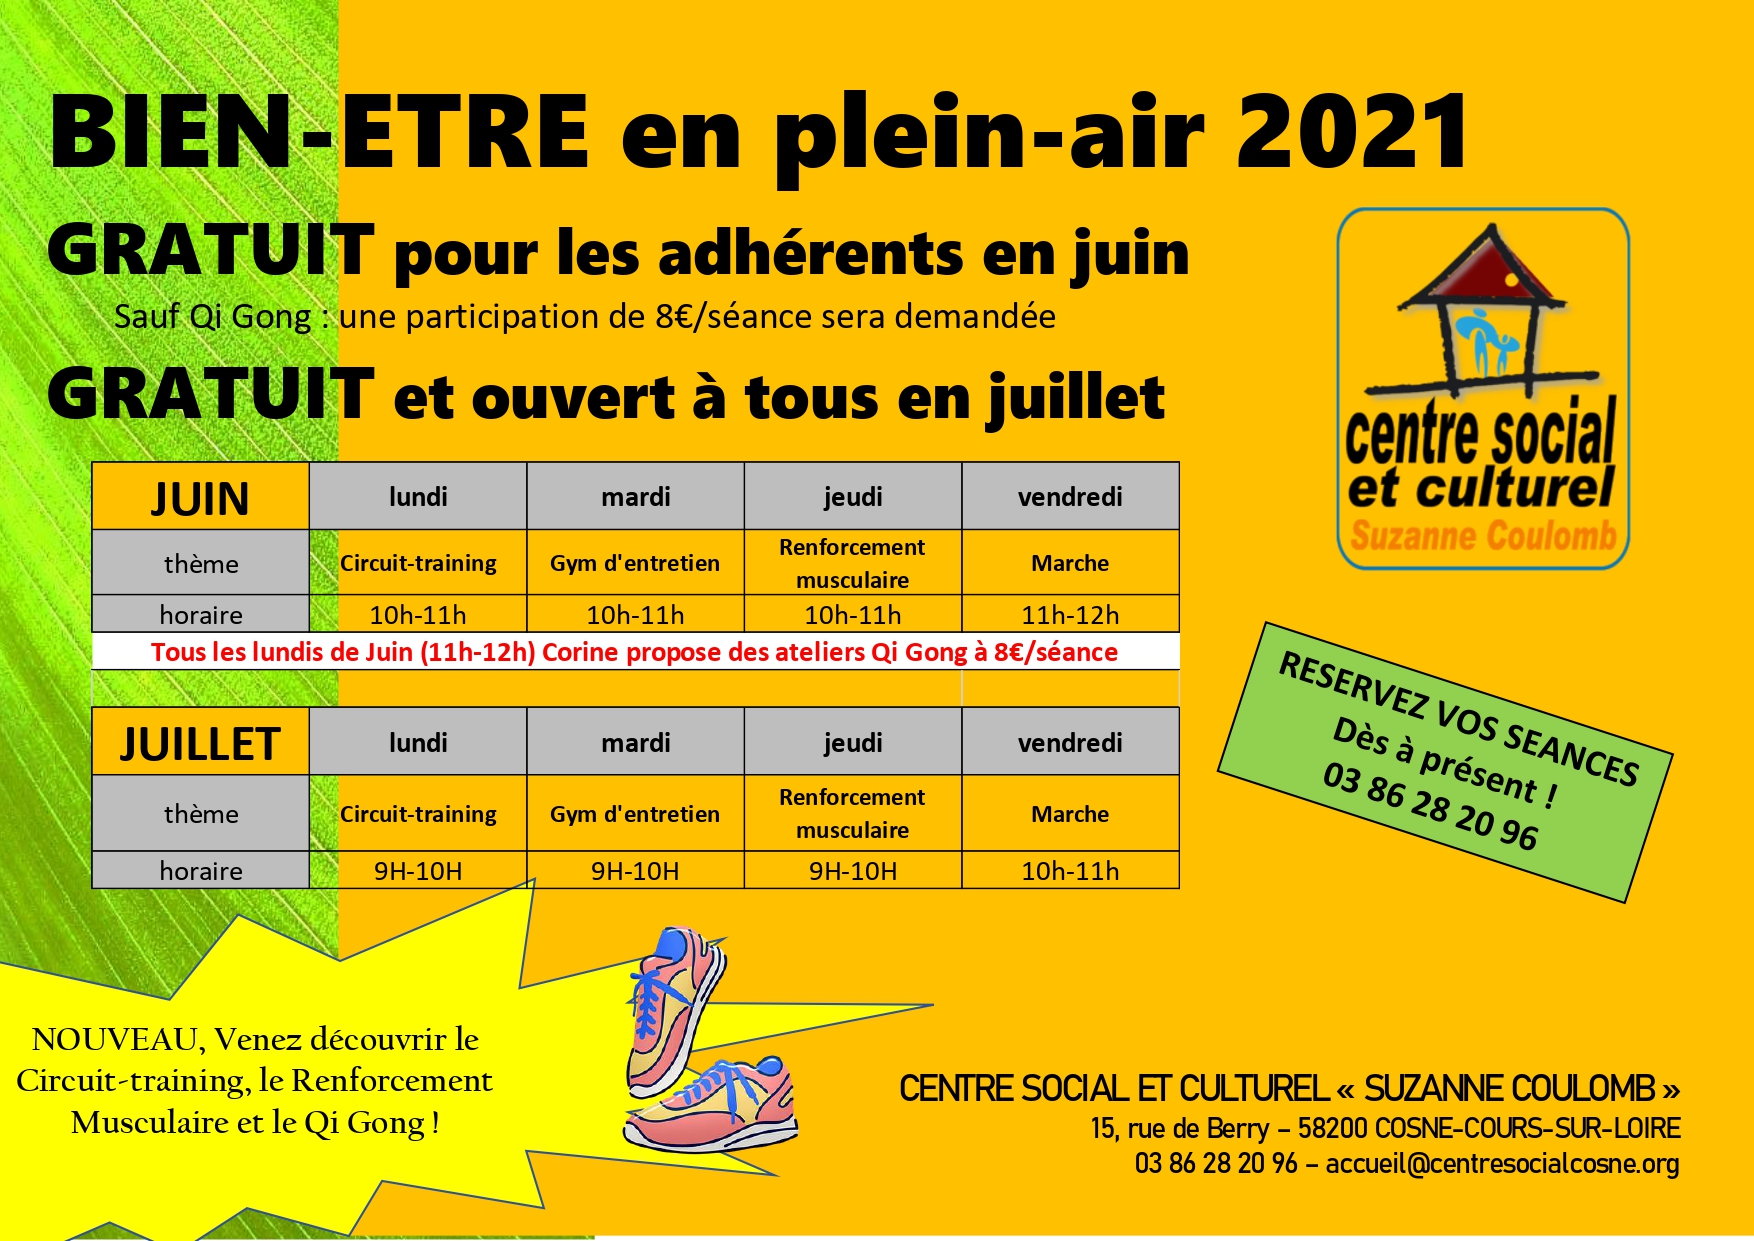 BIEN-ETRE en plein-air 2021
GRATUIT pour les adhérents en juin
Sauf Qi Gong : une participation de 8€/séance sera demandée
GRATUIT et ouvert à tous en juillet
centre social
et culturel
Suzanne Coulomb
JUIN lundi mardi jeudi vendredi
thème Circuit-training Gym d'entretien Renforcement musculaire Marche
horaire 10h-11h 10h-11h 10h-11h 11h-12h
Tous les lundis de Juin (11h-12h) Corine propose des ateliers Qi Gong à 8€/séance
JUILLET lundi mardi jeudi vendredi
thème Circuit-training Gym d'entretien Renforcement musculaire Marche
horaire 9H-10H 9H-10H 9H-10H 10h-11h
RESERVEZ VOS SEANCES
Dès à présent !
03 86 28 20 96
NOUVEAU, Venez découvrir le
Circuit-training, le Renforcement
Musculaire et le Qi Gong !
CENTRE SOCIAL ET CULTUREL « SUZANNE COULOMB »
15, rue de Berry – 58200 COSNE-COURS-SUR-LOIRE
03 86 28 20 96 – accueil@centresocialcosne.org